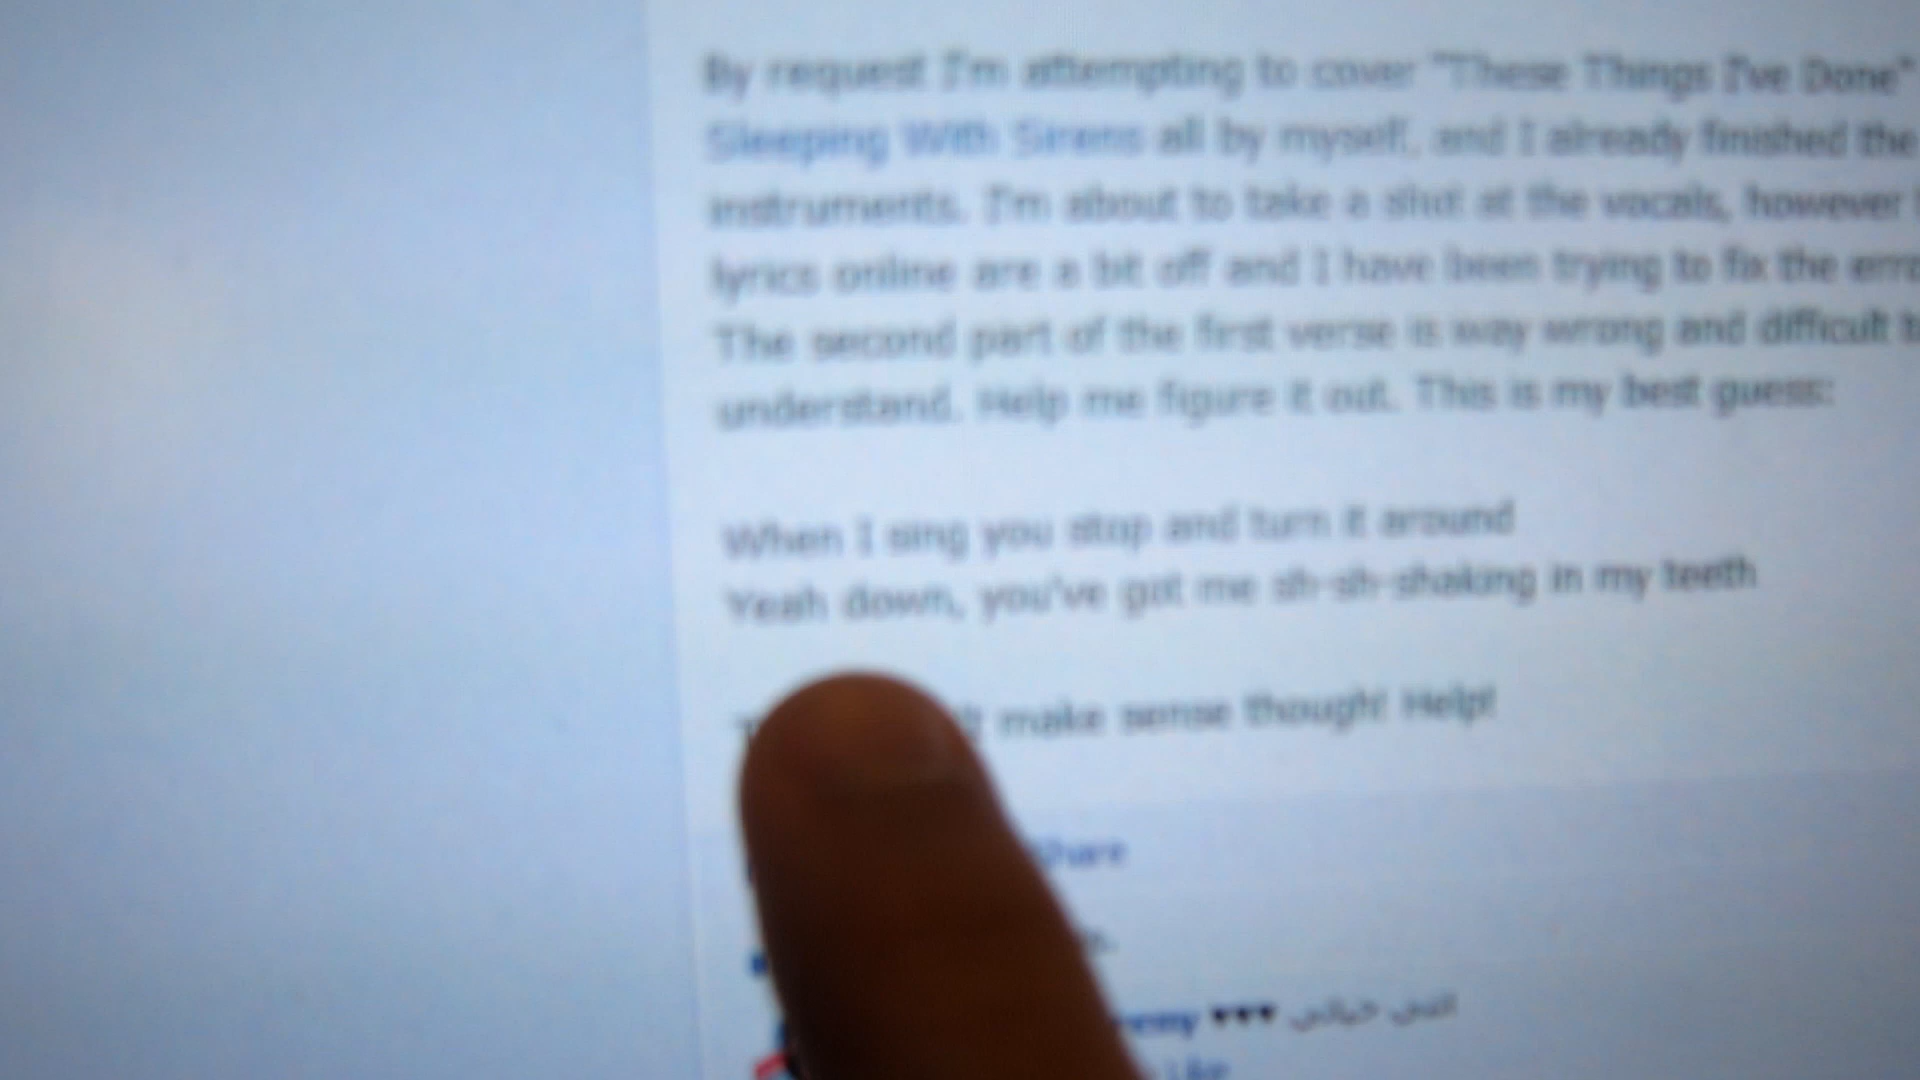 By request I'm attempting to cover "These Things I've Done"
Sleeping With Sirens all by myself, and I already finished the
instruments. I'm about to take a shot at the vocals, however
lyrics online are a bit off and I have been trying to fix the
The second part of the first verse is way wrong and difficult
understand. Help me figure it out. This is my best guess:
When I sing you stop and turn it around
Yeah down, you've got me sh-sh-shaking in my teeth
make sense though! Help!
Share
♥♥♥ انتي حياتي
Like